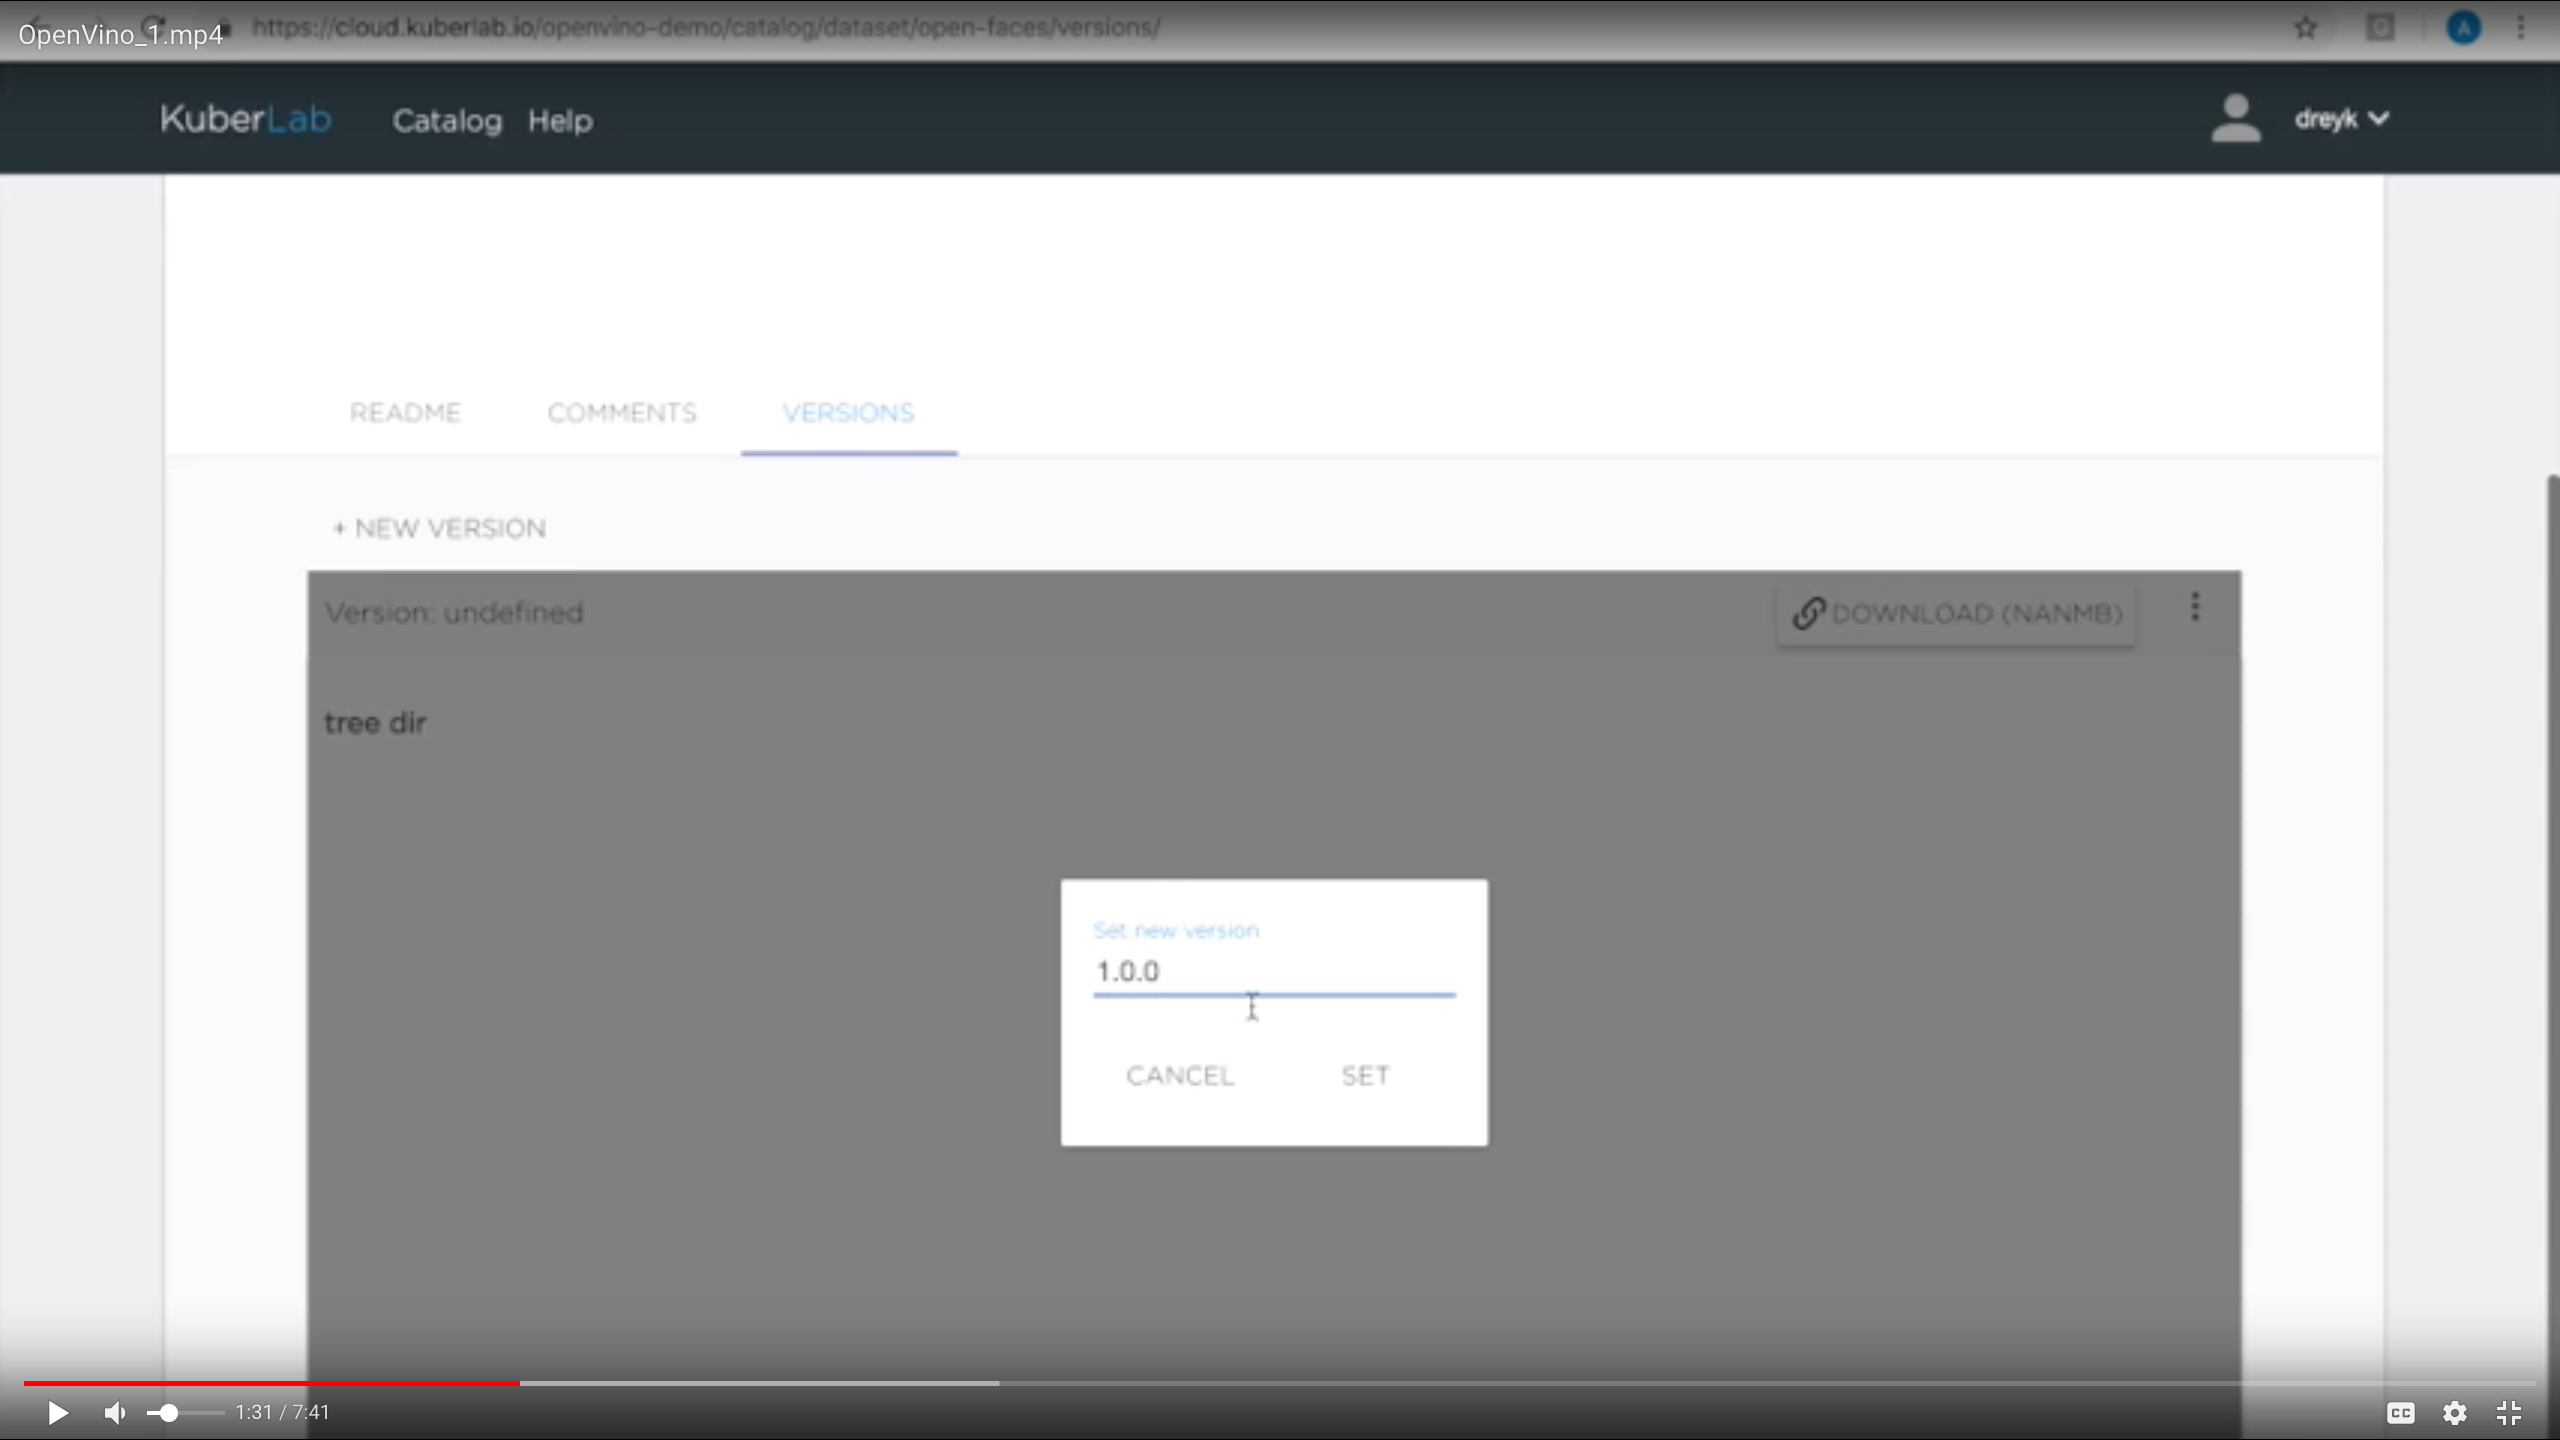 https://cloud.kuberlab.io/openvino-demo/catalog/dataset/open-faces/versions/
OpenVino_1.mp4
A
KuberLab Catalog Help dreyk
README COMMENTS VERSIONS
+ NEW VERSION
Version: undefined DOWNLOAD (NANMB)
tree dir
Set new version
1.0.0
CANCEL SET
1:31 / 7:41 CC